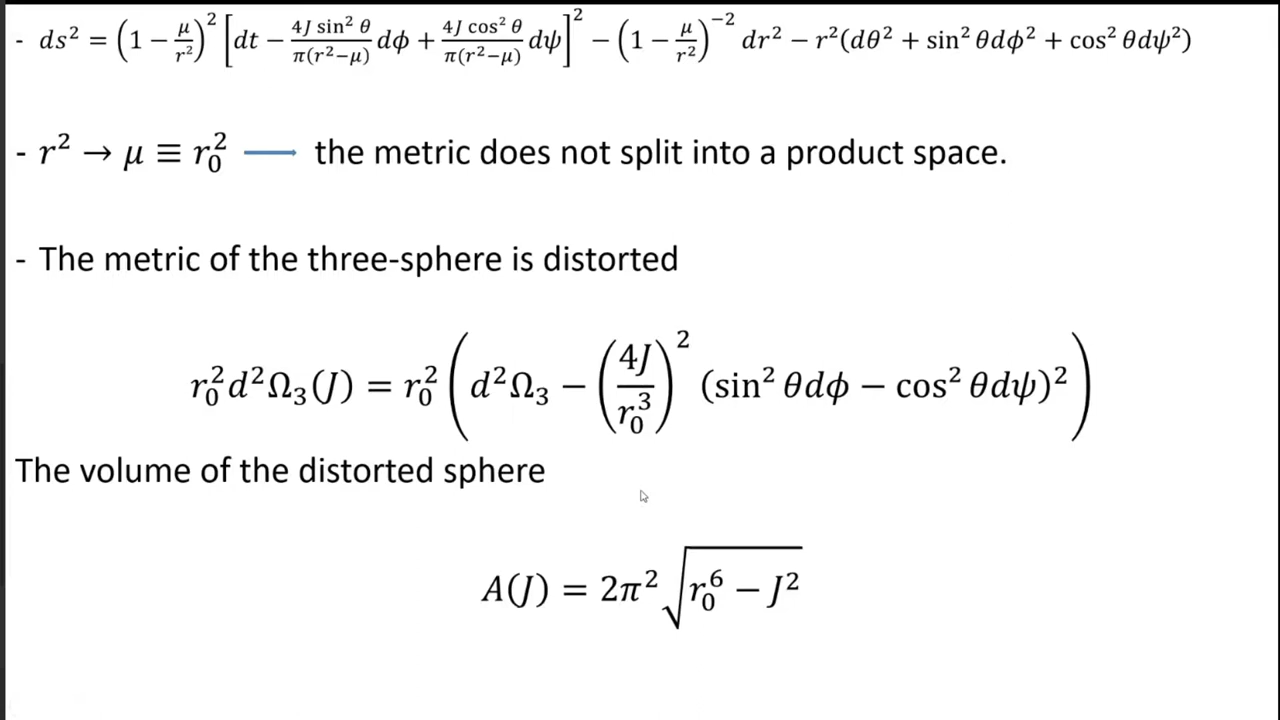 - ds² = (1 − μ/r²)² [dt − 4J sin² θ/π(r²−μ) dϕ + 4J cos² θ/π(r²−μ) dψ]² − (1 − μ/r²)⁻² dr² − r²(dθ² + sin² θdϕ² + cos² θdψ²)
- r² → μ ≡ r₀² the metric does not split into a product space.
- The metric of the three-sphere is distorted
r₀²d²Ω₃(J) = r₀² (d²Ω₃ − (4J/r₀³)² (sin² θdϕ − cos² θdψ)²)
The volume of the distorted sphere
A(J) = 2π² √(r₀⁶ − J²)